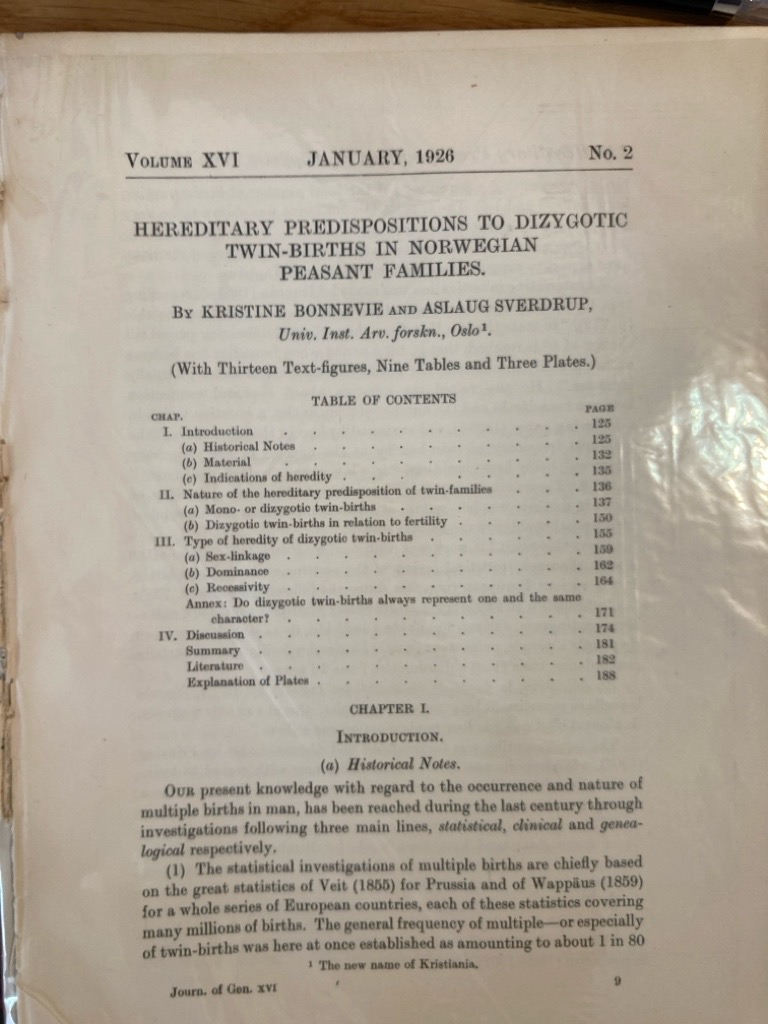 VOLUME XVI JANUARY, 1926 No. 2
HEREDITARY PREDISPOSITIONS TO DIZYGOTIC
TWIN-BIRTHS IN NORWEGIAN
PEASANT FAMILIES.
BY KRISTINE BONNEVIE AND ASLAUG SVERDRUP,
Univ. Inst. Arv. forskn., Oslo¹.
(With Thirteen Text-figures, Nine Tables and Three Plates.)
TABLE OF CONTENTS
CHAP. PAGE
I. Introduction . . . . . . . . . . . 125
(a) Historical Notes . . . . . . . . . . 125
(b) Material . . . . . . . . . . . 132
(c) Indications of heredity . . . . . . . . 135
II. Nature of the hereditary predisposition of twin-families . . . 136
(a) Mono- or dizygotic twin-births . . . . . . . 137
(b) Dizygotic twin-births in relation to fertility . . . . . 150
III. Type of heredity of dizygotic twin-births . . . . . . 155
(a) Sex-linkage . . . . . . . . . . . 159
(b) Dominance . . . . . . . . . . . 162
(c) Recessivity . . . . . . . . . . . 164
Annex: Do dizygotic twin-births always represent one and the same
character? . . . . . . . . . . . 171
IV. Discussion . . . . . . . . . . . . 174
Summary . . . . . . . . . . . . 181
Literature . . . . . . . . . . . . 182
Explanation of Plates . . . . . . . . . . 188
CHAPTER I.
INTRODUCTION.
(a) Historical Notes.
OUR present knowledge with regard to the occurrence and nature of
multiple births in man, has been reached during the last century through
investigations following three main lines, statistical, clinical and genea-
logical respectively.
(1) The statistical investigations of multiple births are chiefly based
on the great statistics of Veit (1855) for Prussia and of Wappäus (1859)
for a whole series of European countries, each of these statistics covering
many millions of births. The general frequency of multiple—or especially
of twin-births was here at once established as amounting to about 1 in 80
¹ The new name of Kristiania.
Journ. of Gen. XVI 9